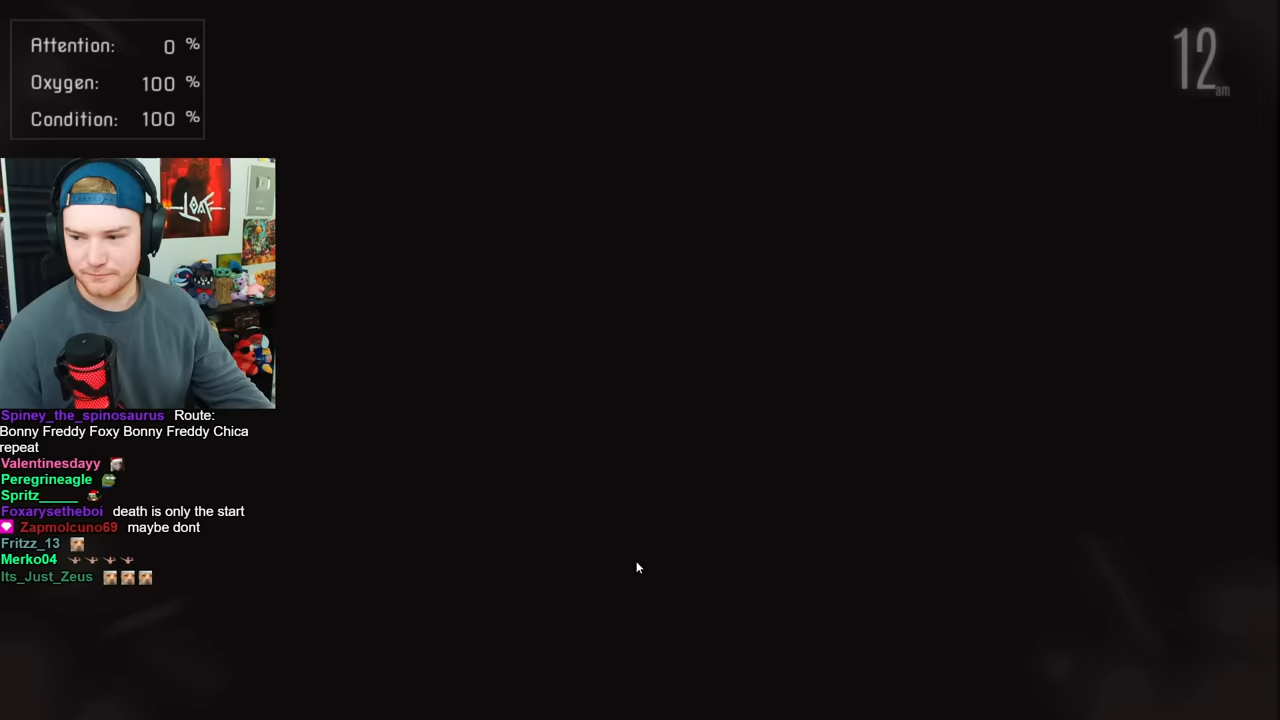 Attention: 0 %
Oxygen: 100 %
Condition: 100 %
12 am
LOAF
Spiney_the_spinosaurus Route:
Bonny Freddy Foxy Bonny Freddy Chica
repeat
Valentinesdayy
Peregrineagle
Spritz_____
Foxarysetheboi death is only the start
Zapmolcuno69 maybe dont
Fritzz_13
Merko04
Its_Just_Zeus